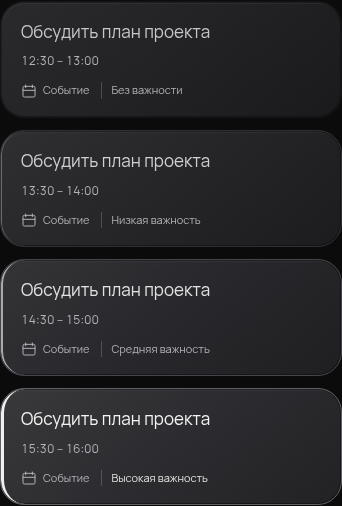 Обсудить план проекта
12:30 – 13:00
Событие | Без важности
Обсудить план проекта
13:30 – 14:00
Событие | Низкая важность
Обсудить план проекта
14:30 – 15:00
Событие | Средняя важность
Обсудить план проекта
15:30 – 16:00
Событие | Высокая важность